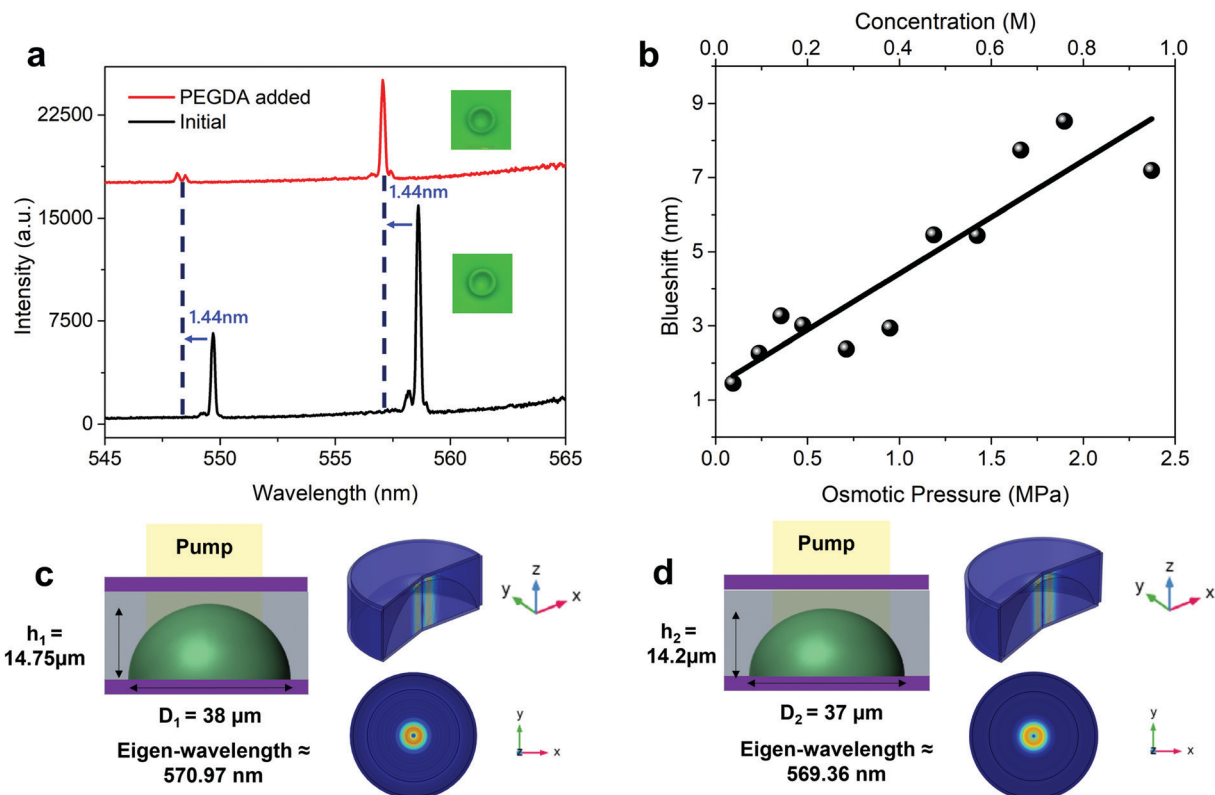 a
PEGDA added
Initial
1.44nm
1.44nm
22500
15000
7500
0
545
550
555
560
565
Intensity (a.u.)
Wavelength (nm)
b
Concentration (M)
0.0
0.2
0.4
0.6
0.8
1.0
9
7
5
3
1
Blueshift (nm)
0.0
0.5
1.0
1.5
2.0
2.5
Osmotic Pressure (MPa)
c
Pump
h1 =
14.75µm
D1 = 38 µm
Eigen-wavelength ≈
570.97 nm
z
y
x
y
z
x
d
Pump
h2 =
14.2µm
D2 = 37 µm
Eigen-wavelength ≈
569.36 nm
z
y
x
y
z
x